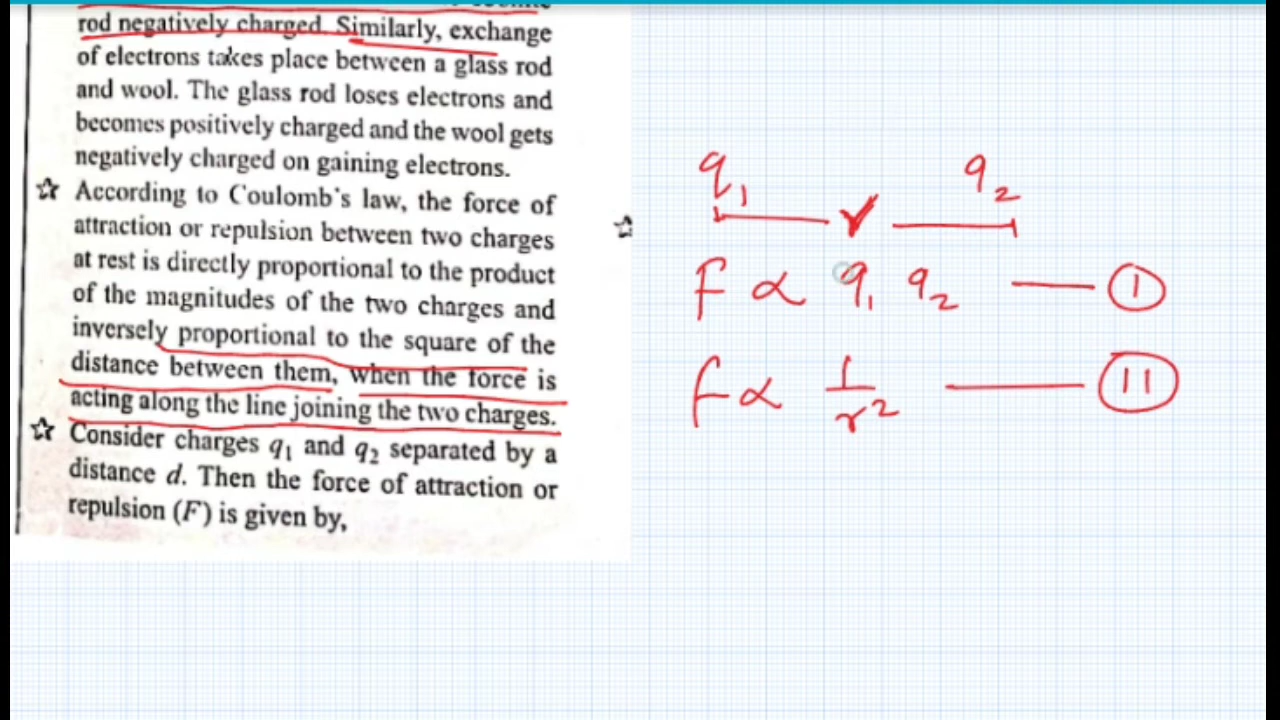 rod negatively charged. Similarly, exchange
of electrons takes place between a glass rod
and wool. The glass rod loses electrons and
becomes positively charged and the wool gets
negatively charged on gaining electrons.
☆ According to Coulomb's law, the force of
attraction or repulsion between two charges
at rest is directly proportional to the product
of the magnitudes of the two charges and
inversely proportional to the square of the
distance between them, when the force is
acting along the line joining the two charges.
☆ Consider charges q₁ and q₂ separated by a
distance d. Then the force of attraction or
repulsion (F) is given by,
q₁ r q₂
F ∝ q₁ q₂ — ①
F ∝ 1/r² — (II)